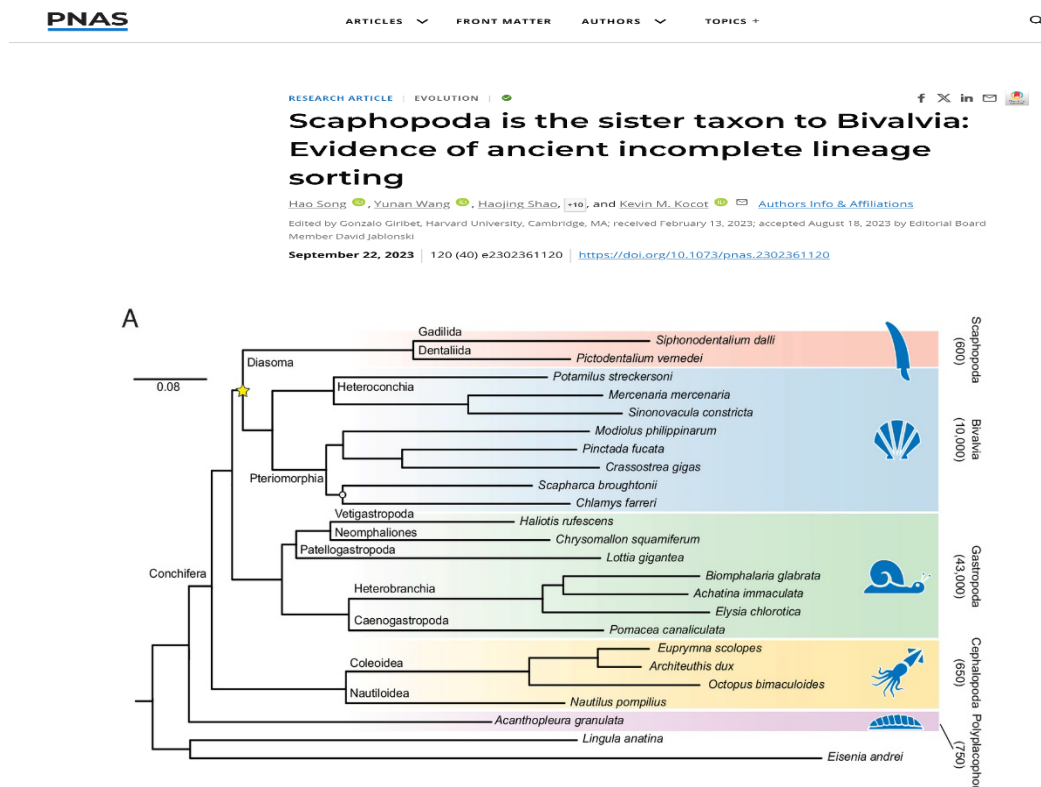 PNAS
ARTICLES FRONT MATTER AUTHORS TOPICS +
RESEARCH ARTICLE | EVOLUTION |
Scaphopoda is the sister taxon to Bivalvia:
Evidence of ancient incomplete lineage
sorting
Hao Song, Yunan Wang, Haojing Shao, +10, and Kevin M. Kocot Authors Info & Affiliations
Edited by Gonzalo Giribet, Harvard University, Cambridge, MA; received February 13, 2023; accepted August 18, 2023 by Editorial Board
Member David Jablonski
September 22, 2023 | 120 (40) e2302361120 | https://doi.org/10.1073/pnas.2302361120
A
0.08
Diasoma
Gadilida
Siphonodentalium dalli
Dentaliida
Pictodentalium vernedei
Scaphopoda
(600)
Heteroconchia
Potamilus streckersoni
Mercenaria mercenaria
Sinonovacula constricta
Modiolus philippinarum
Pinctada fucata
Crassostrea gigas
Pteriomorphia
Scapharca broughtonii
Chlamys farreri
Bivalvia
(10,000)
Vetigastropoda
Haliotis rufescens
Neomphaliones
Chrysomallon squamiferum
Patellogastropoda
Lottia gigantea
Conchifera
Heterobranchia
Biomphalaria glabrata
Achatina immaculata
Elysia chlorotica
Caenogastropoda
Pomacea canaliculata
Gastropoda
(43,000)
Coleoidea
Euprymna scolopes
Architeuthis dux
Octopus bimaculoides
Nautiloidea
Nautilus pompilius
Cephalopoda
(650)
Acanthopleura granulata
Polyplacophor
(750)
Lingula anatina
Eisenia andrei